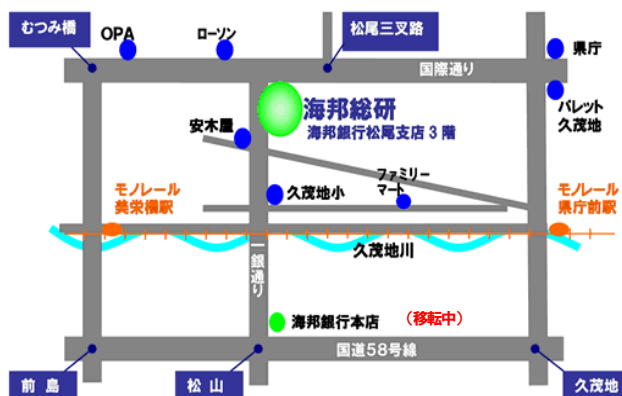 むつみ橋
OPA
ローソン
松尾三叉路
県庁
国際通り
海邦総研
海邦銀行松尾支店3階
パレット
久茂地
安木屋
ファミリー
マート
久茂地小
モノレール
美栄橋駅
モノレール
県庁前駅
久茂地川
一銀通り
海邦銀行本店
(移転中)
国道58号線
前島
松山
久茂地